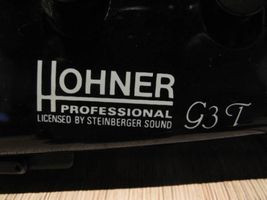 HOHNER
PROFESSIONAL
LICENSED BY STEINBERGER SOUND
G3T